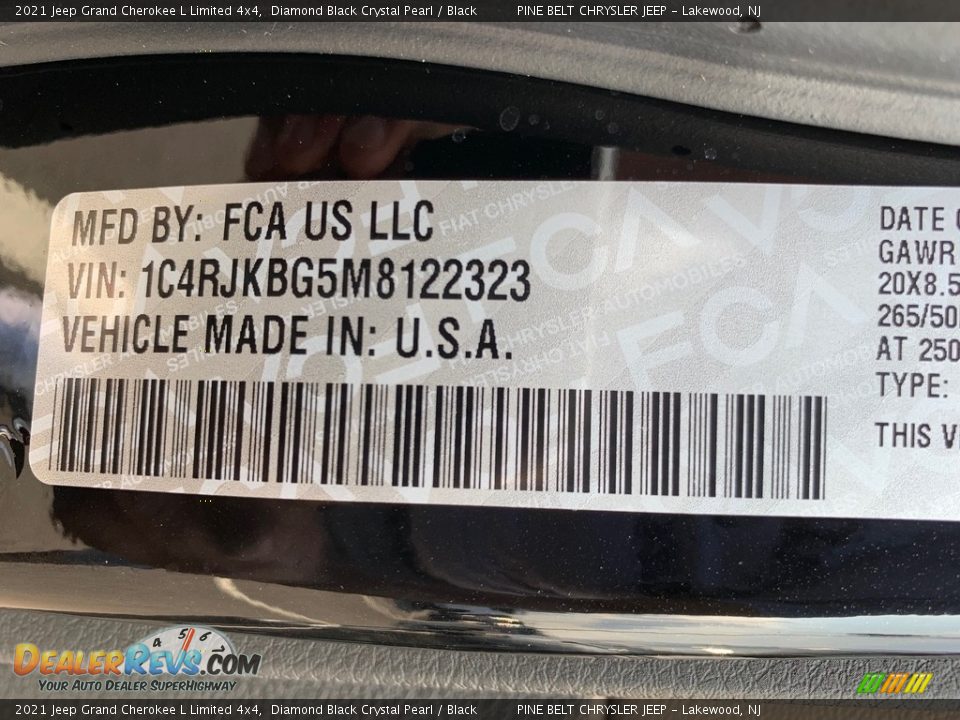 2021 Jeep Grand Cherokee L Limited 4x4, Diamond Black Crystal Pearl / Black PINE BELT CHRYSLER JEEP - Lakewood, NJ
MFD BY: FCA US LLC
VIN: 1C4RJKBG5M8122323
VEHICLE MADE IN: U.S.A.
DATE
GAWR
20X8.5
265/50
AT 250
TYPE:
THIS
4 5 6
DEALERREVS.COM
YOUR AUTO DEALER SUPERHIGHWAY
2021 Jeep Grand Cherokee L Limited 4x4, Diamond Black Crystal Pearl / Black PINE BELT CHRYSLER JEEP - Lakewood, NJ